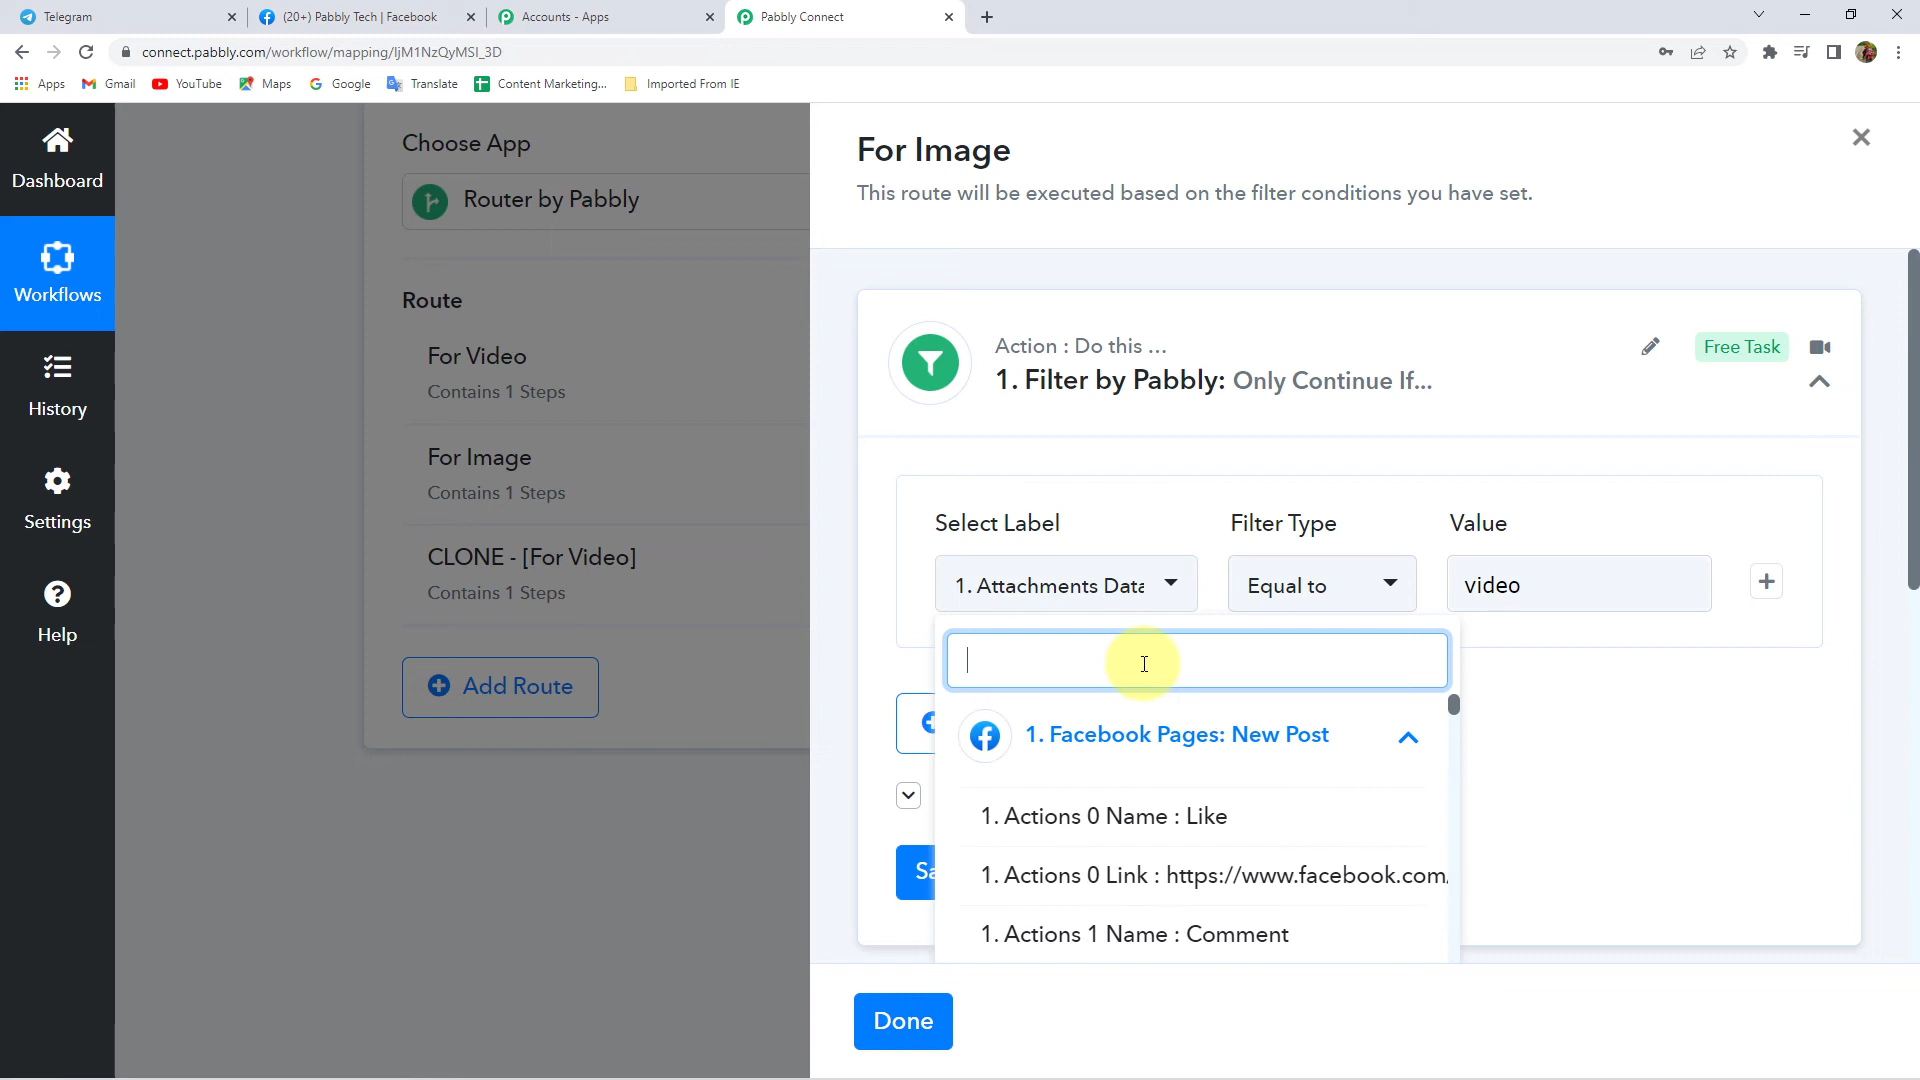 Telegram
(20+) Pabbly Tech | Facebook
Accounts - Apps
Pabbly Connect
connect.pabbly.com/workflow/mapping/IjM1NzQyMSI_3D
Apps
Gmail
YouTube
Maps
Google
Translate
Content Marketing...
Imported From IE
Dashboard
Workflows
History
Settings
Help
Choose App
Router by Pabbly
Route
For Video
Contains 1 Steps
For Image
Contains 1 Steps
CLONE - [For Video]
Contains 1 Steps
Add Route
For Image
This route will be executed based on the filter conditions you have set.
Action : Do this ...
1. Filter by Pabbly: Only Continue If...
Free Task
Select Label
Filter Type
Value
1. Attachments Data
Equal to
video
1. Facebook Pages: New Post
1. Actions 0 Name : Like
1. Actions 0 Link : https://www.facebook.com/
1. Actions 1 Name : Comment
Sa
Done